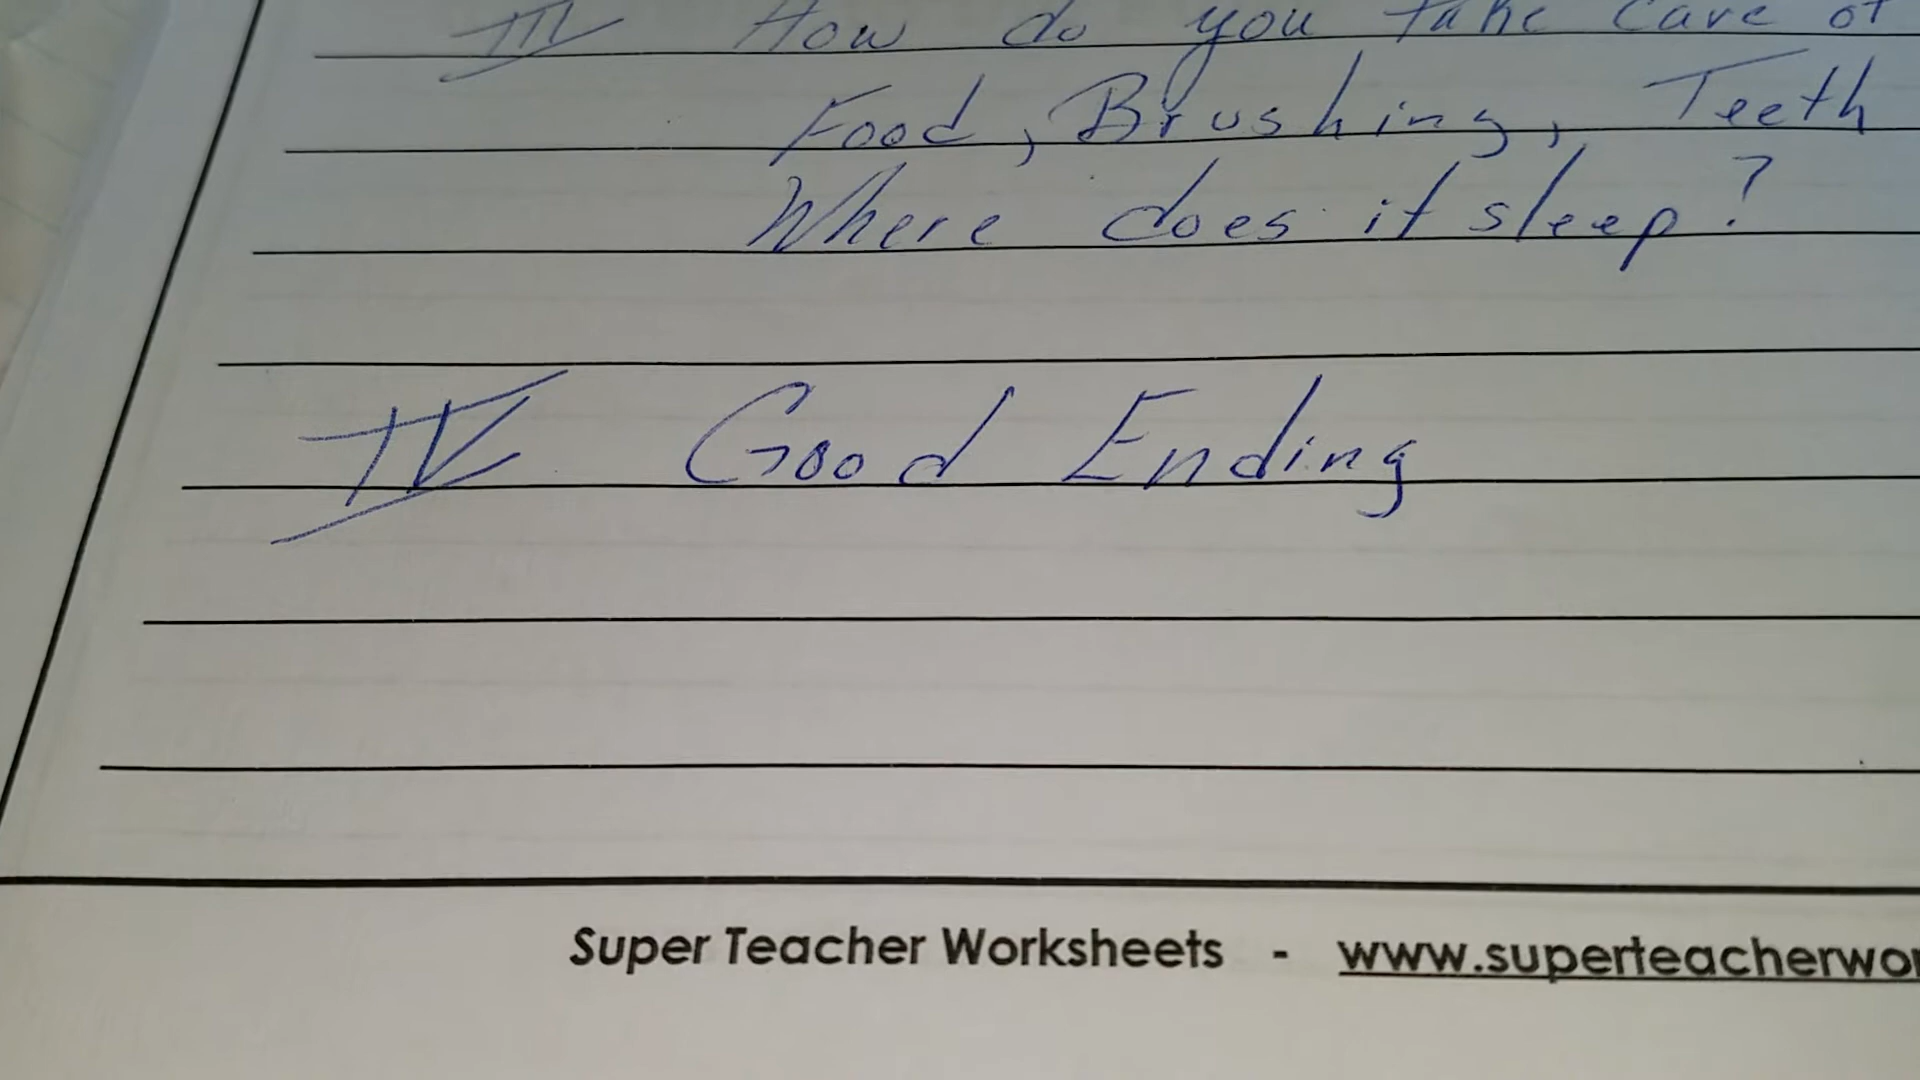 III How do you take care of
Food, Brushing, Teeth
Where does it sleep?
IV Good Ending
Super Teacher Worksheets - www.superteacherwor